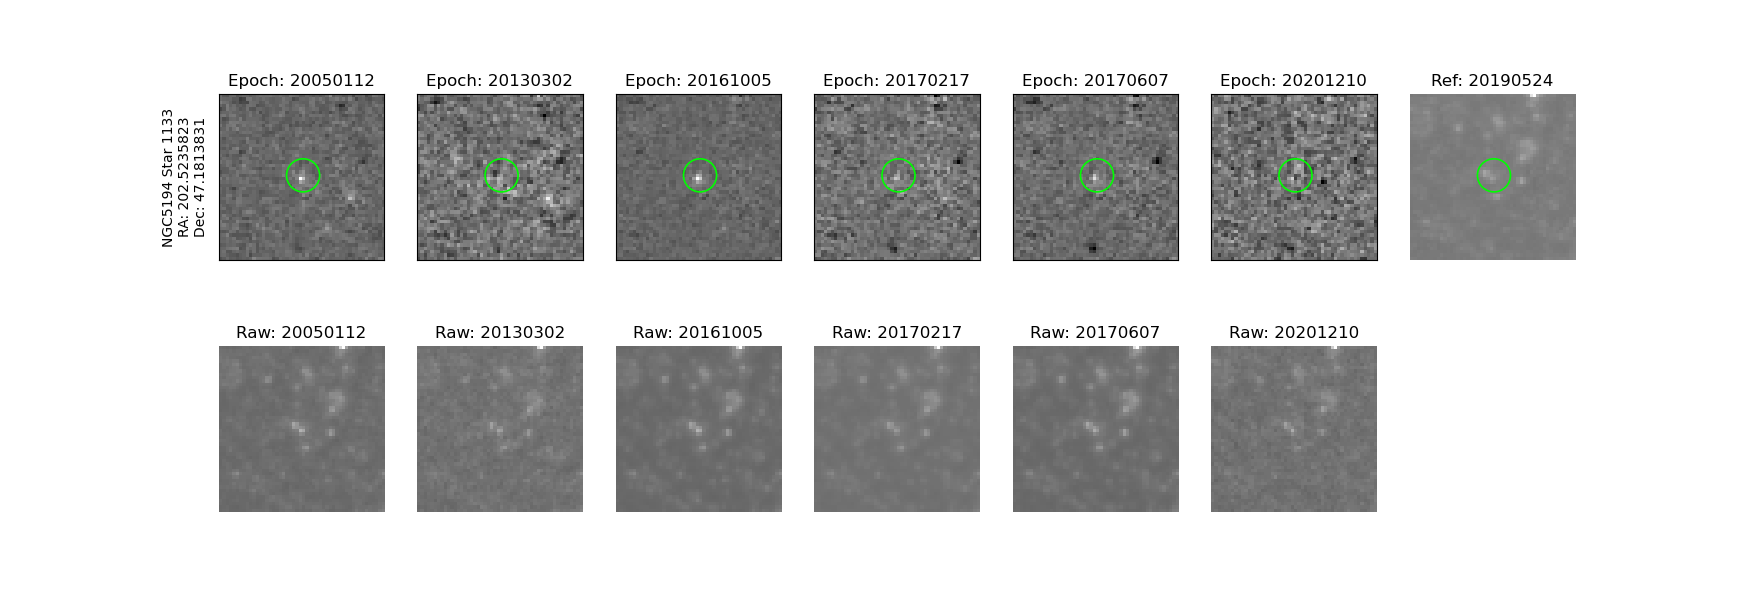 Epoch: 20050112
Epoch: 20130302
Epoch: 20161005
Epoch: 20170217
Epoch: 20170607
Epoch: 20201210
Ref: 20190524
NGC5194 Star 1133
RA: 202.5235823
Dec: 47.1813831
Raw: 20050112
Raw: 20130302
Raw: 20161005
Raw: 20170217
Raw: 20170607
Raw: 20201210